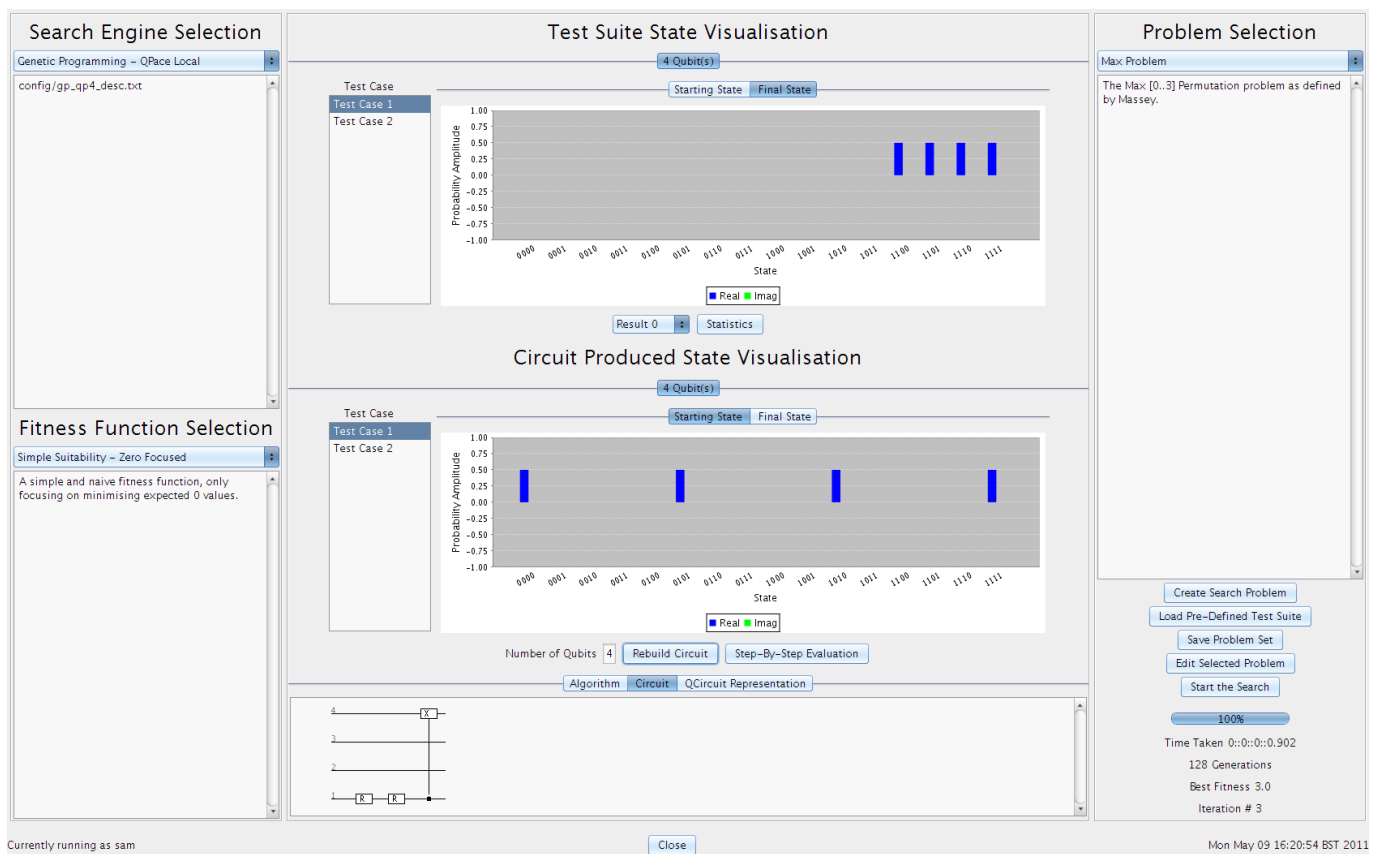 Search Engine Selection
Genetic Programming – QPace Local
config/gp_qp4_desc.txt
Fitness Function Selection
Simple Suitability – Zero Focused
A simple and naive fitness function, only
focusing on minimising expected 0 values.
Test Suite State Visualisation
4 Qubit(s)
Test Case
Test Case 1
Test Case 2
Starting State Final State
Probability Amplitude
1.00
0.75
0.50
0.25
0.00
-0.25
-0.50
-0.75
-1.00
0000 0001 0010 0011 0100 0101 0110 0111 1000 1001 1010 1011 1100 1101 1110 1111
State
Real Imag
Result 0 Statistics
Circuit Produced State Visualisation
4 Qubit(s)
Test Case
Test Case 1
Test Case 2
Starting State Final State
Probability Amplitude
1.00
0.75
0.50
0.25
0.00
-0.25
-0.50
-0.75
-1.00
0000 0001 0010 0011 0100 0101 0110 0111 1000 1001 1010 1011 1100 1101 1110 1111
State
Real Imag
Number of Qubits 4 Rebuild Circuit Step-By-Step Evaluation
Algorithm Circuit QCircuit Representation
4 X
3
2
1 R R
Problem Selection
Max Problem
The Max [0..3] Permutation problem as defined
by Massey.
Create Search Problem
Load Pre-Defined Test Suite
Save Problem Set
Edit Selected Problem
Start the Search
100%
Time Taken 0::0::0::0.902
128 Generations
Best Fitness 3.0
Iteration # 3
Currently running as sam
Close
Mon May 09 16:20:54 BST 2011